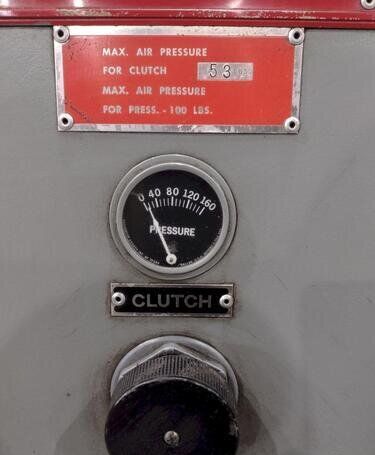 MAX. AIR PRESSURE
FOR CLUTCH 53
MAX. AIR PRESSURE
FOR PRESS. - 100 LBS.
0 40 80 120 160
PRESSURE
CLUTCH